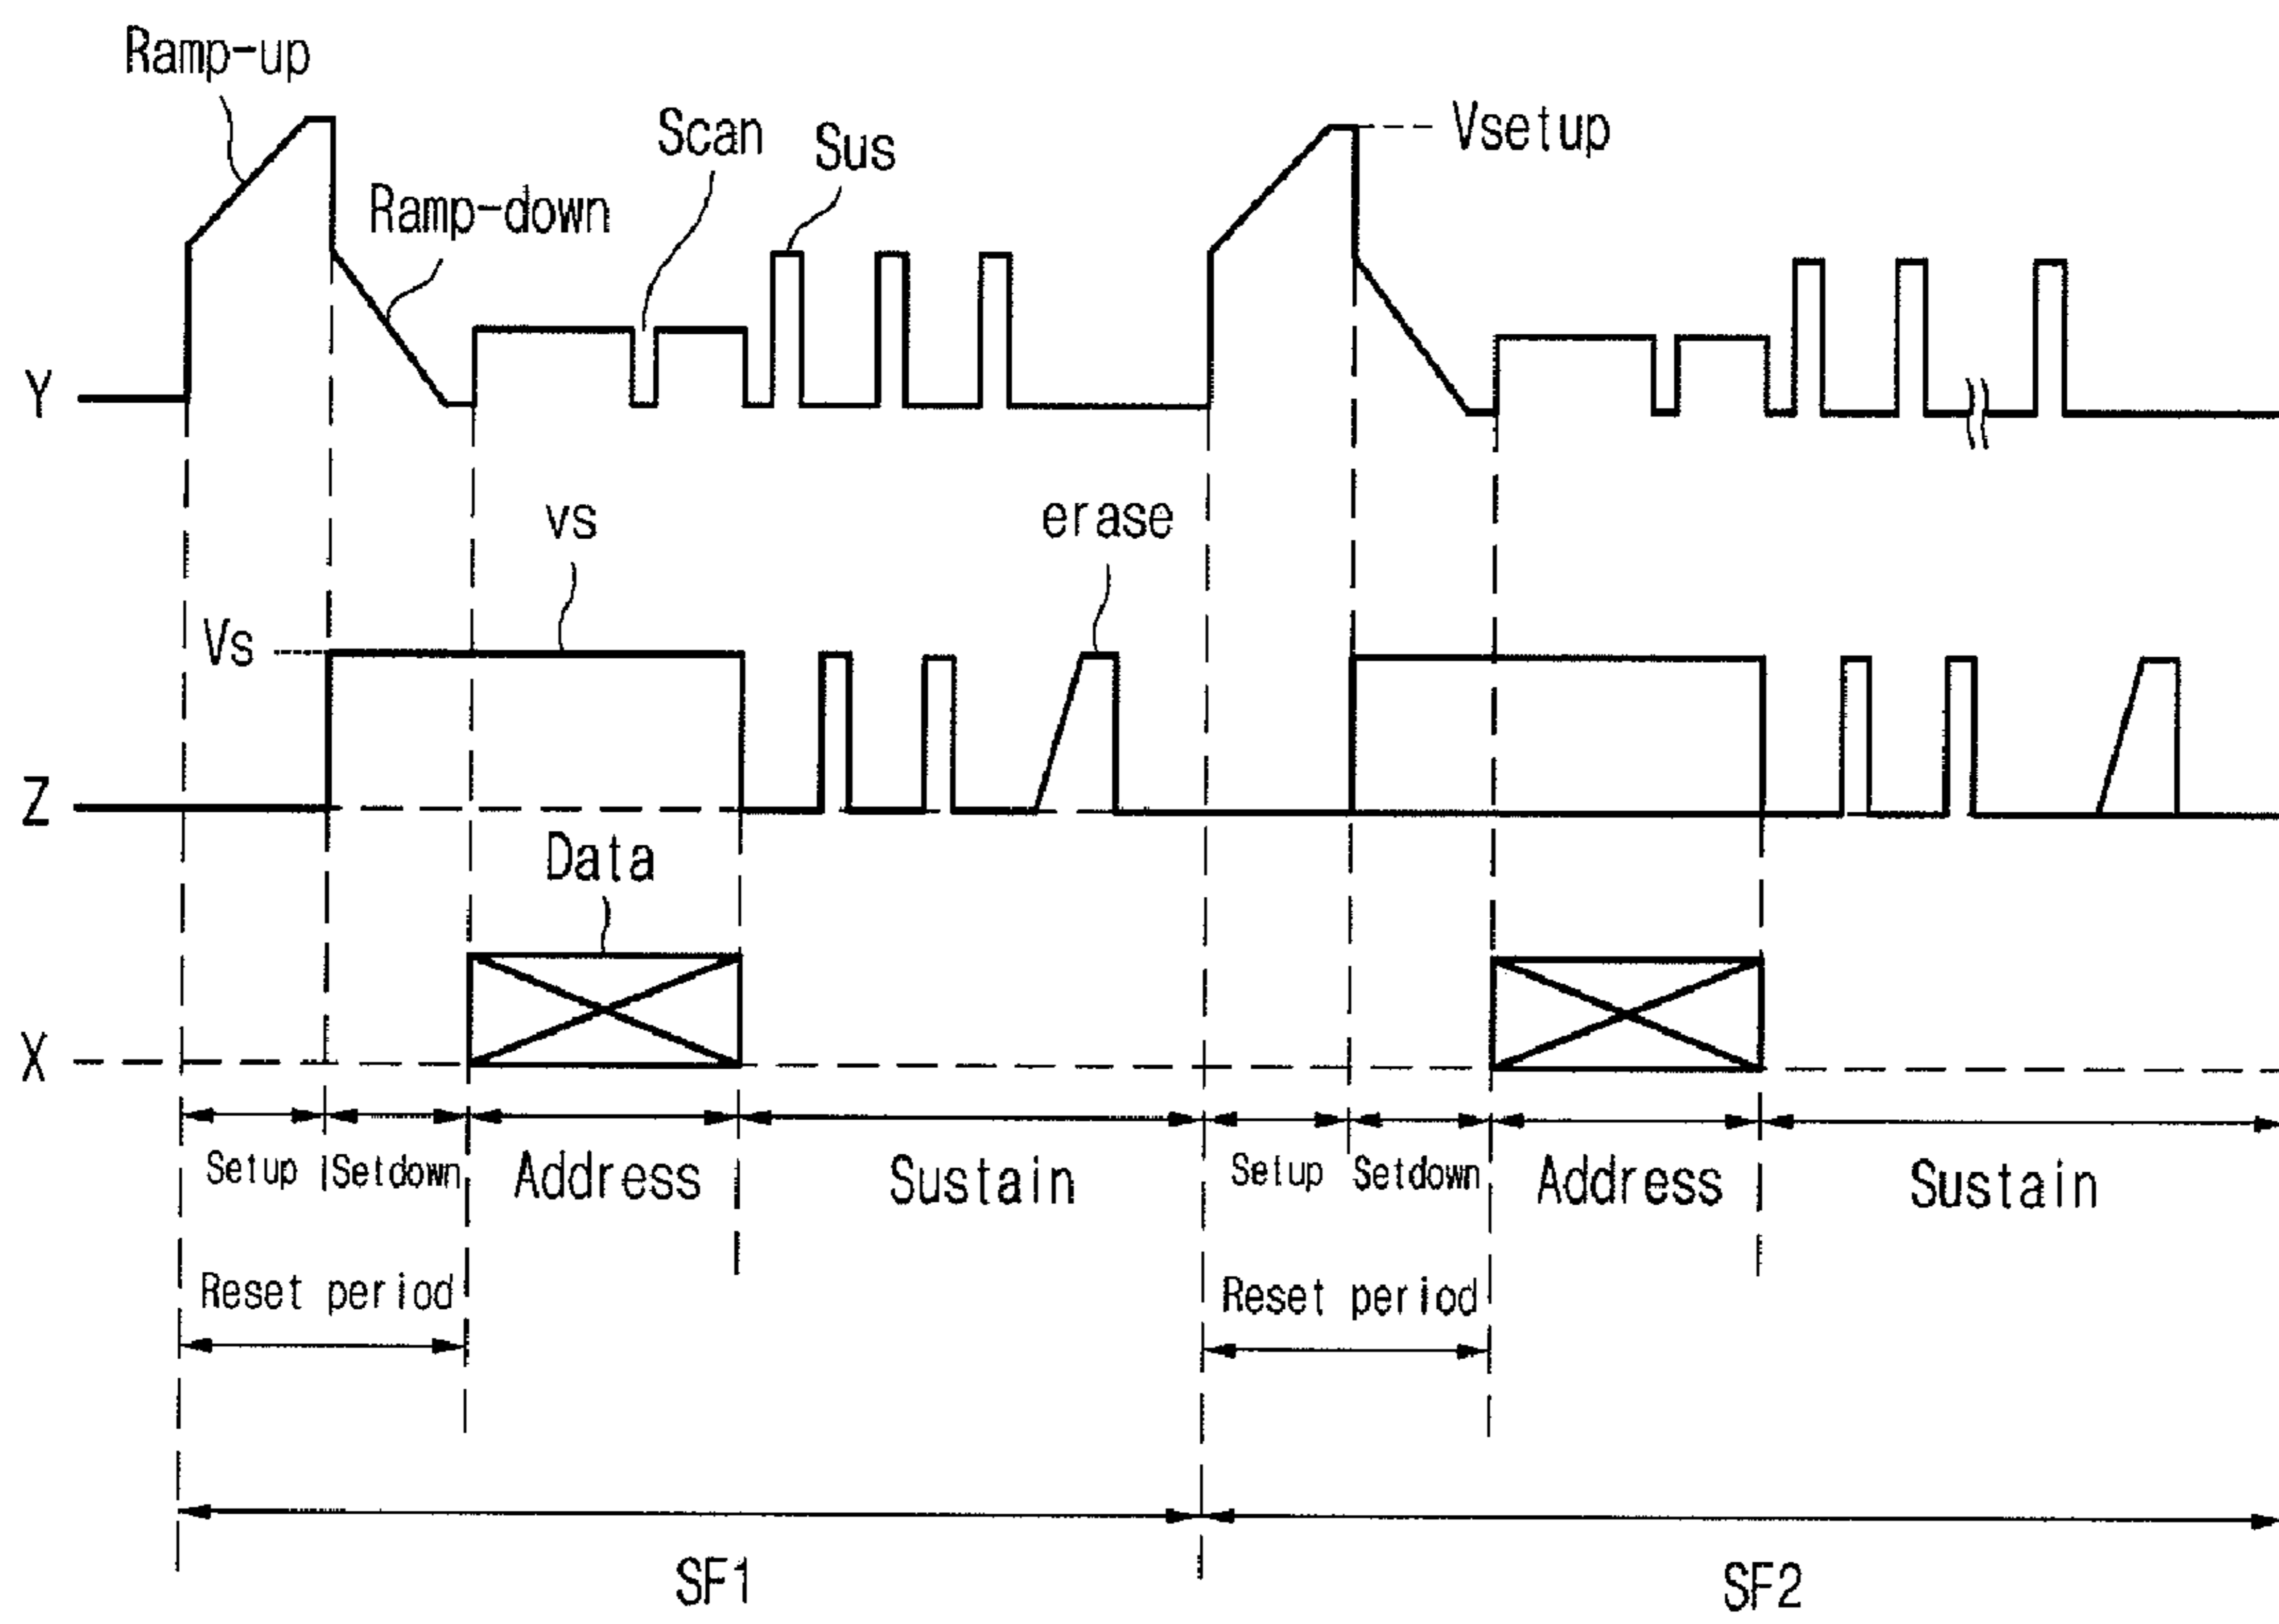 Ramp-up
Scan
Sus
Vsetup
Ramp-down
Y
vs
erase
Vs
Z
Data
X
Setup Setdown Address Sustain Setup Setdown Address Sustain
Reset period Reset period
SF1 SF2